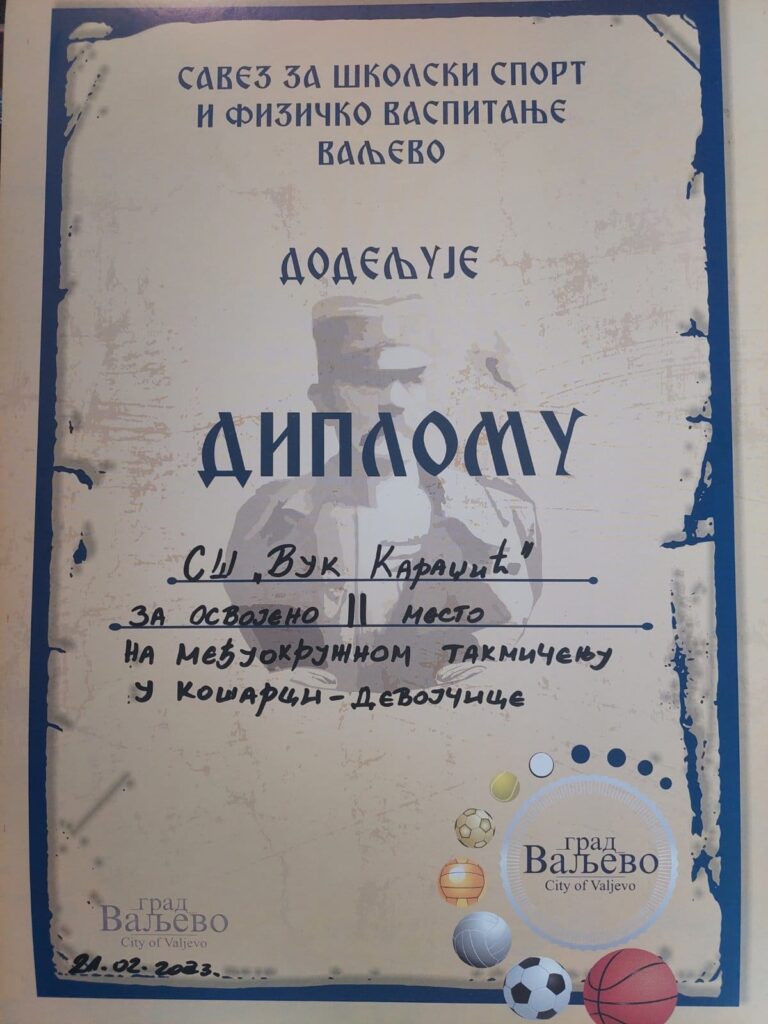 САВЕЗ ЗА ШКОЛСКИ СПОРТ
И ФИЗИЧКО ВАСПИТАЊЕ
ВАЉЕВО
ДОДЕЉУЈЕ
ДИПЛОМУ
СШ „Вук Караџић"
ЗА ОСВОЈЕНО II МЕСТО
НА МЕЂУОКРУЖНОМ ТАКМИЧЕЊУ
У КОШАРЦИ - ДЕВОЈЧИЦЕ
град
Ваљево
City of Valjevo
град
Ваљево
City of Valjevo
21.02.2023.